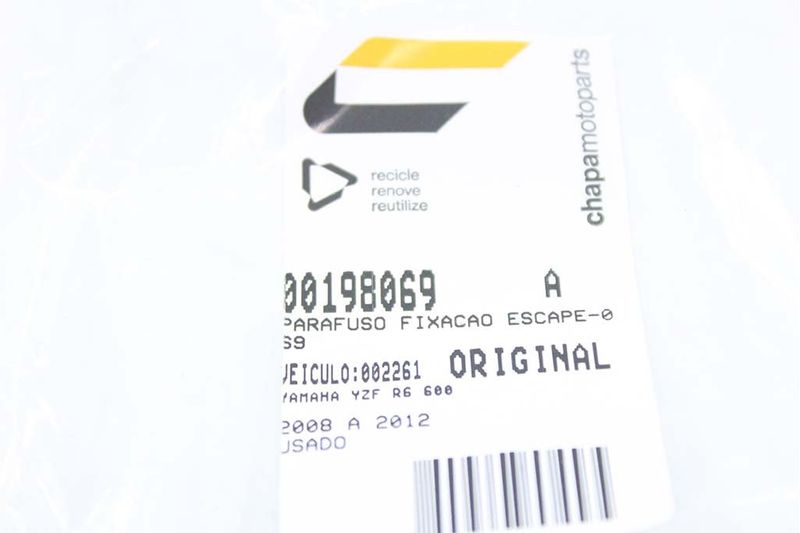 chapamotoparts
recicle
renove
reutilize
00198069 A
PARAFUSO FIXACAO ESCAPE-0
69
VEICULO:002261 ORIGINAL
YAMAHA YZF R6 600
2008 A 2012
USADO